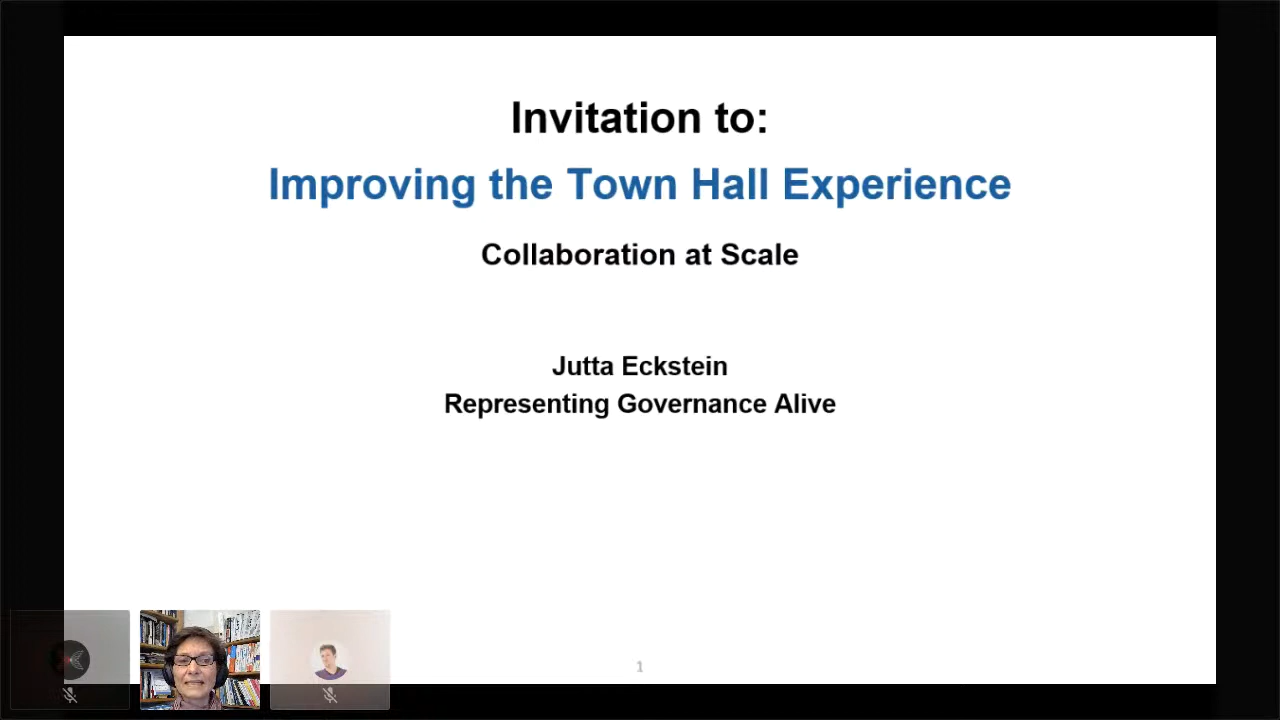 Invitation to:
Improving the Town Hall Experience
Collaboration at Scale
Jutta Eckstein
Representing Governance Alive
1